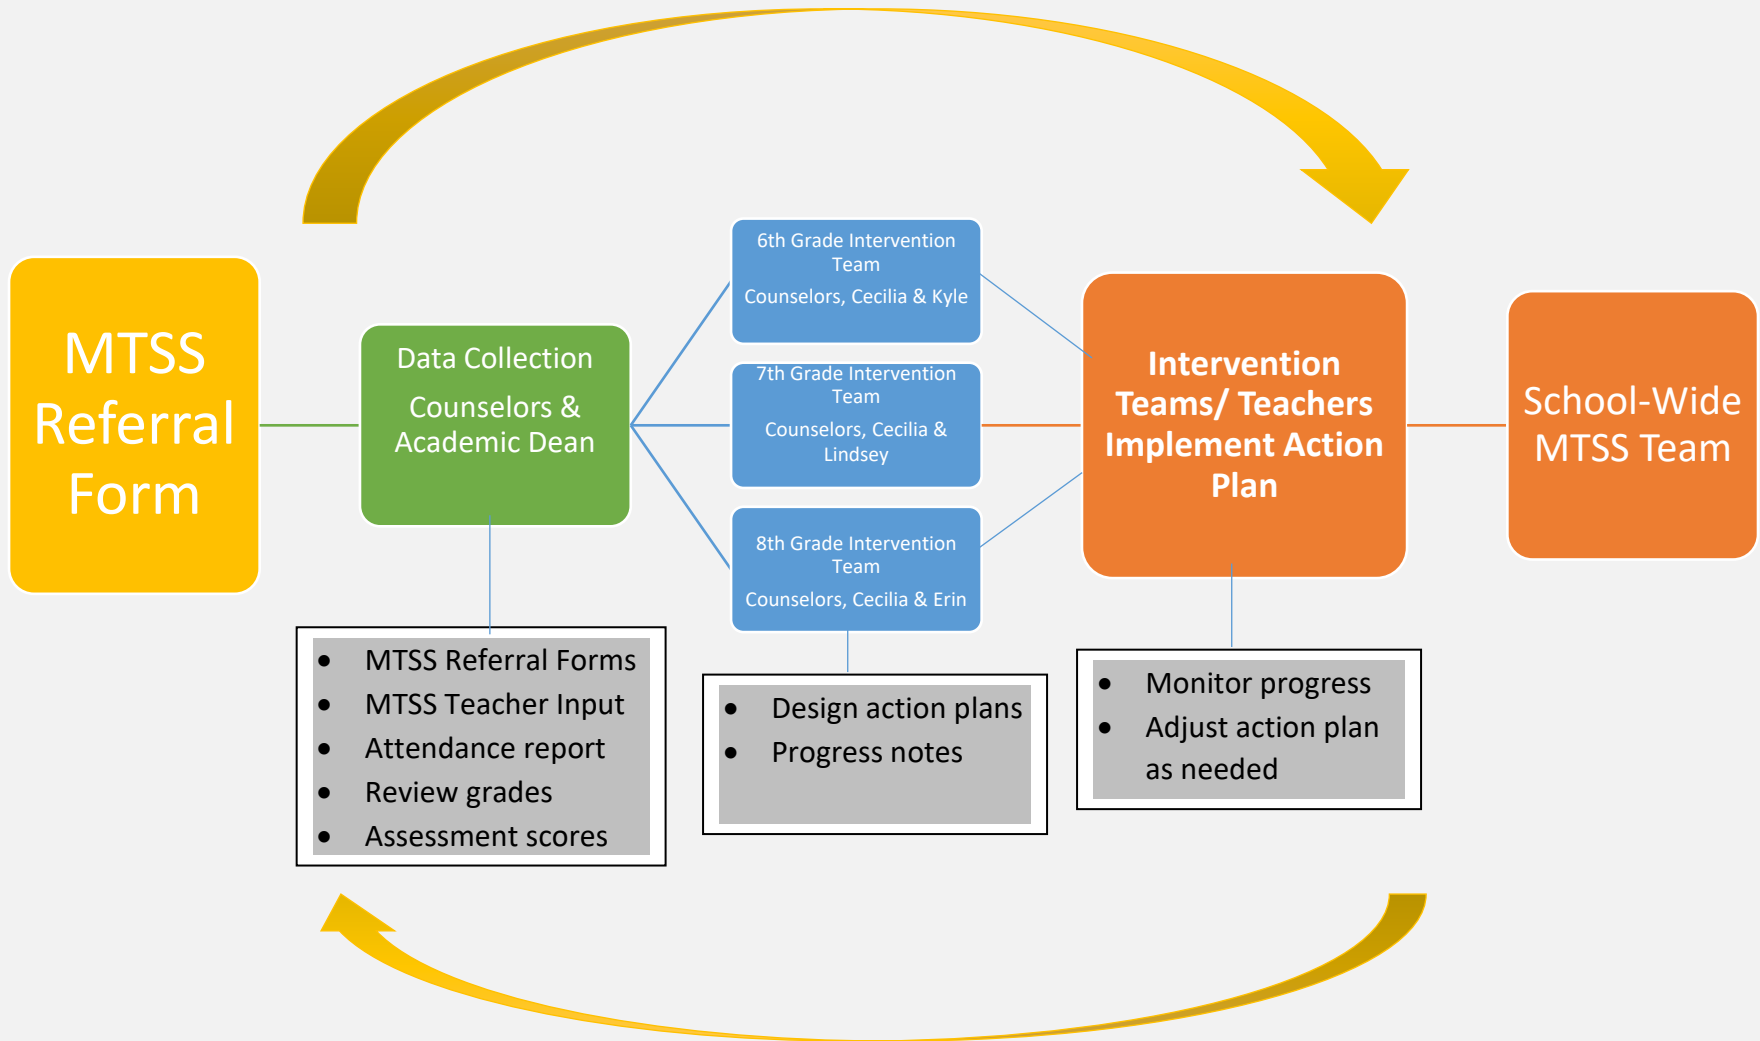 MTSS
Referral
Form
Data Collection
Counselors &
Academic Dean
• MTSS Referral Forms
• MTSS Teacher Input
• Attendance report
• Review grades
• Assessment scores
6th Grade Intervention
Team
Counselors, Cecilia & Kyle
7th Grade Intervention
Team
Counselors, Cecilia &
Lindsey
8th Grade Intervention
Team
Counselors, Cecilia & Erin
• Design action plans
• Progress notes
Intervention
Teams/ Teachers
Implement Action
Plan
• Monitor progress
• Adjust action plan
as needed
School-Wide
MTSS Team